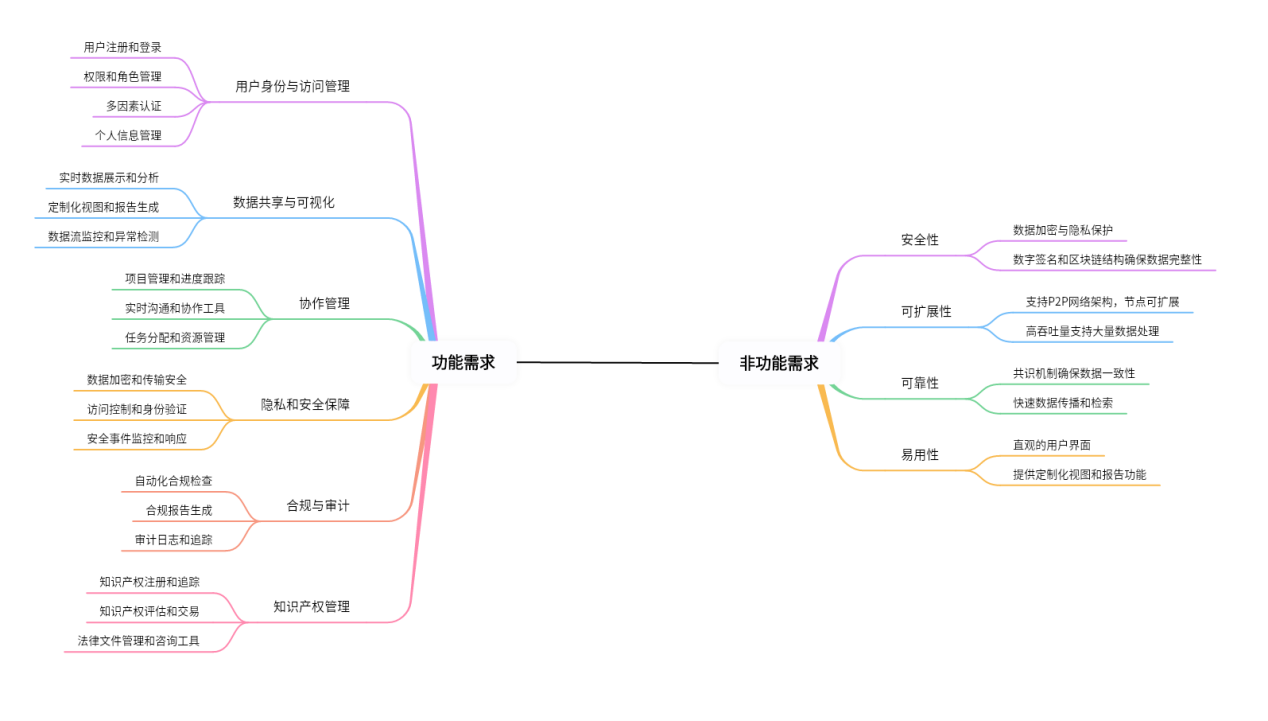 功能需求
用户身份与访问管理
用户注册和登录
权限和角色管理
多因素认证
个人信息管理
数据共享与可视化
实时数据展示和分析
定制化视图和报告生成
数据流监控和异常检测
协作管理
项目管理和进度跟踪
实时沟通和协作工具
任务分配和资源管理
隐私和安全保障
数据加密和传输安全
访问控制和身份验证
安全事件监控和响应
合规与审计
自动化合规检查
合规报告生成
审计日志和追踪
知识产权管理
知识产权注册和追踪
知识产权评估和交易
法律文件管理和咨询工具
非功能需求
安全性
数据加密与隐私保护
数字签名和区块链结构确保数据完整性
可扩展性
支持P2P网络架构，节点可扩展
高吞吐量支持大量数据处理
可靠性
共识机制确保数据一致性
快速数据传播和检索
易用性
直观的用户界面
提供定制化视图和报告功能